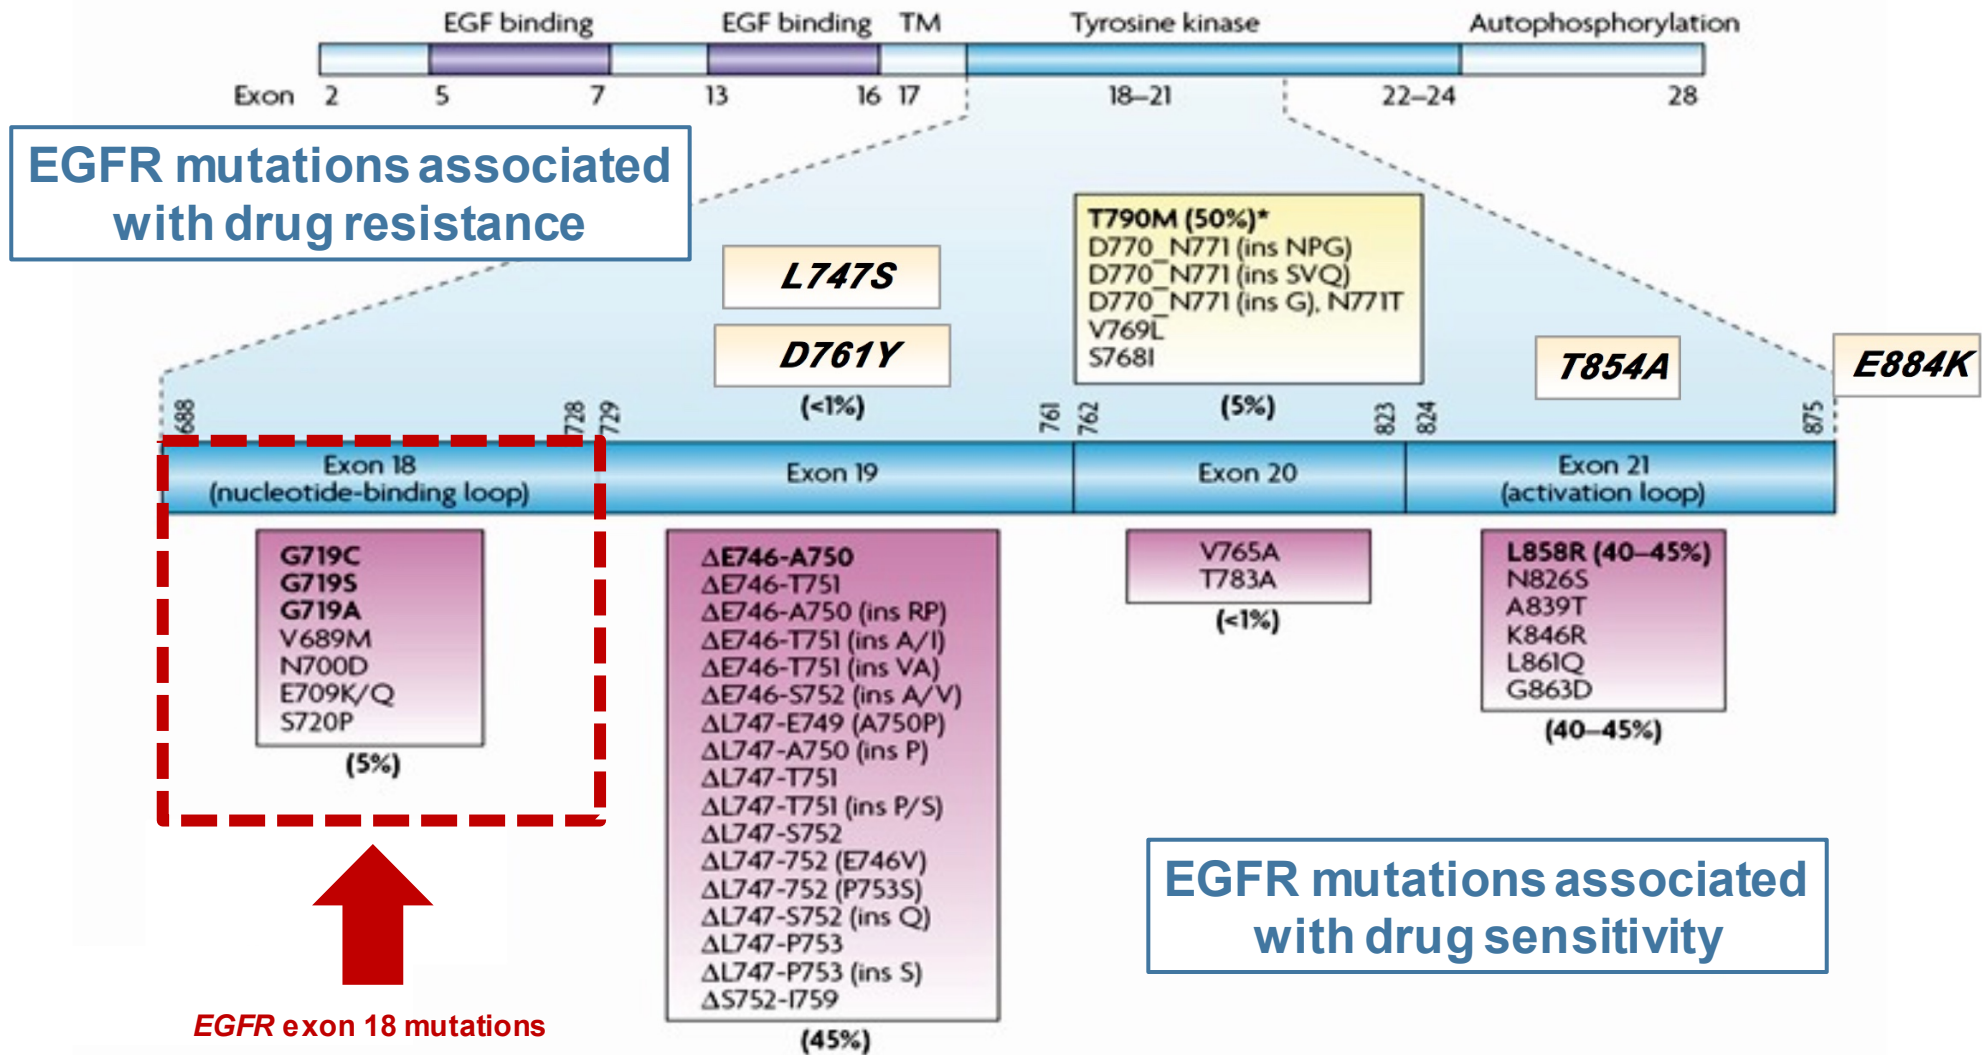 EGF binding EGF binding TM Tyrosine kinase Autophosphorylation
Exon 2 5 7 13 16 17 18–21 22–24 28
EGFR mutations associated
with drug resistance
L747S
D761Y
(<1%)
T790M (50%)*
D770_N771 (ins NPG)
D770_N771 (ins SVQ)
D770_N771 (ins G), N771T
V769L
S768I
(5%)
T854A
E884K
688 728 729 761 762 823 824 875
Exon 18
(nucleotide-binding loop)
Exon 19
Exon 20
Exon 21
(activation loop)
G719C
G719S
G719A
V689M
N700D
E709K/Q
S720P
(5%)
ΔE746-A750
ΔE746-T751
ΔE746-A750 (ins RP)
ΔE746-T751 (ins A/I)
ΔE746-T751 (ins VA)
ΔE746-S752 (ins A/V)
ΔL747-E749 (A750P)
ΔL747-A750 (ins P)
ΔL747-T751
ΔL747-T751 (ins P/S)
ΔL747-S752
ΔL747-752 (E746V)
ΔL747-752 (P753S)
ΔL747-S752 (ins Q)
ΔL747-P753
ΔL747-P753 (ins S)
ΔS752-I759
(45%)
V765A
T783A
(<1%)
L858R (40–45%)
N826S
A839T
K846R
L861Q
G863D
(40–45%)
EGFR mutations associated
with drug sensitivity
EGFR exon 18 mutations